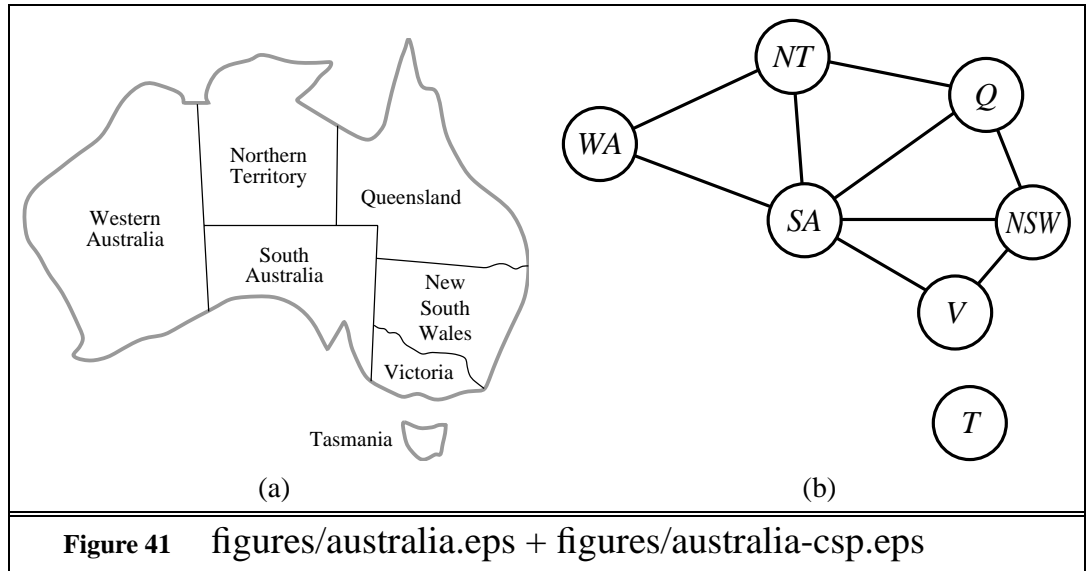 Northern
Territory
Western
Australia
Queensland
South
Australia
New
South
Wales
Victoria
Tasmania
(a)
NT
Q
WA
SA
NSW
V
T
(b)
Figure 41 figures/australia.eps + figures/australia-csp.eps